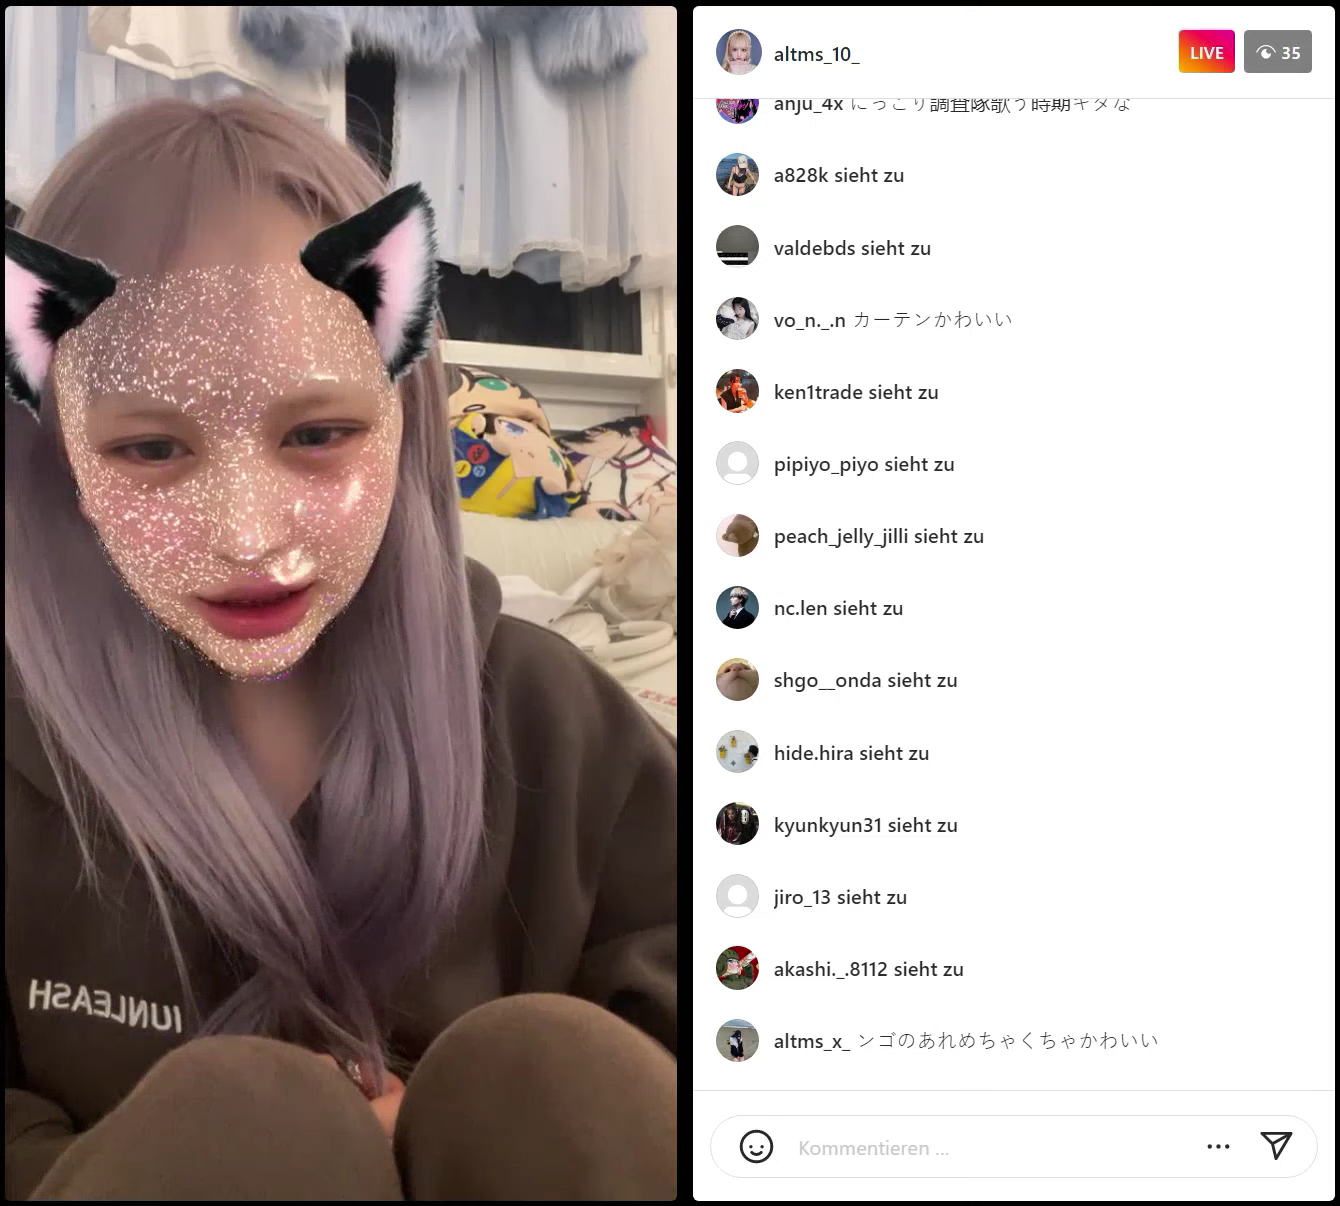 altms_10_
LIVE
35
anju_4x にっこり調査隊歌う時期キタな
a828k sieht zu
valdebds sieht zu
vo_n._.n カーテンかわいい
ken1trade sieht zu
pipiyo_piyo sieht zu
peach_jelly_jilli sieht zu
nc.len sieht zu
shgo__onda sieht zu
hide.hira sieht zu
kyunkyun31 sieht zu
jiro_13 sieht zu
akashi._.8112 sieht zu
altms_x_ ンゴのあれめちゃくちゃかわいい
Kommentieren ...
/UNLEASH